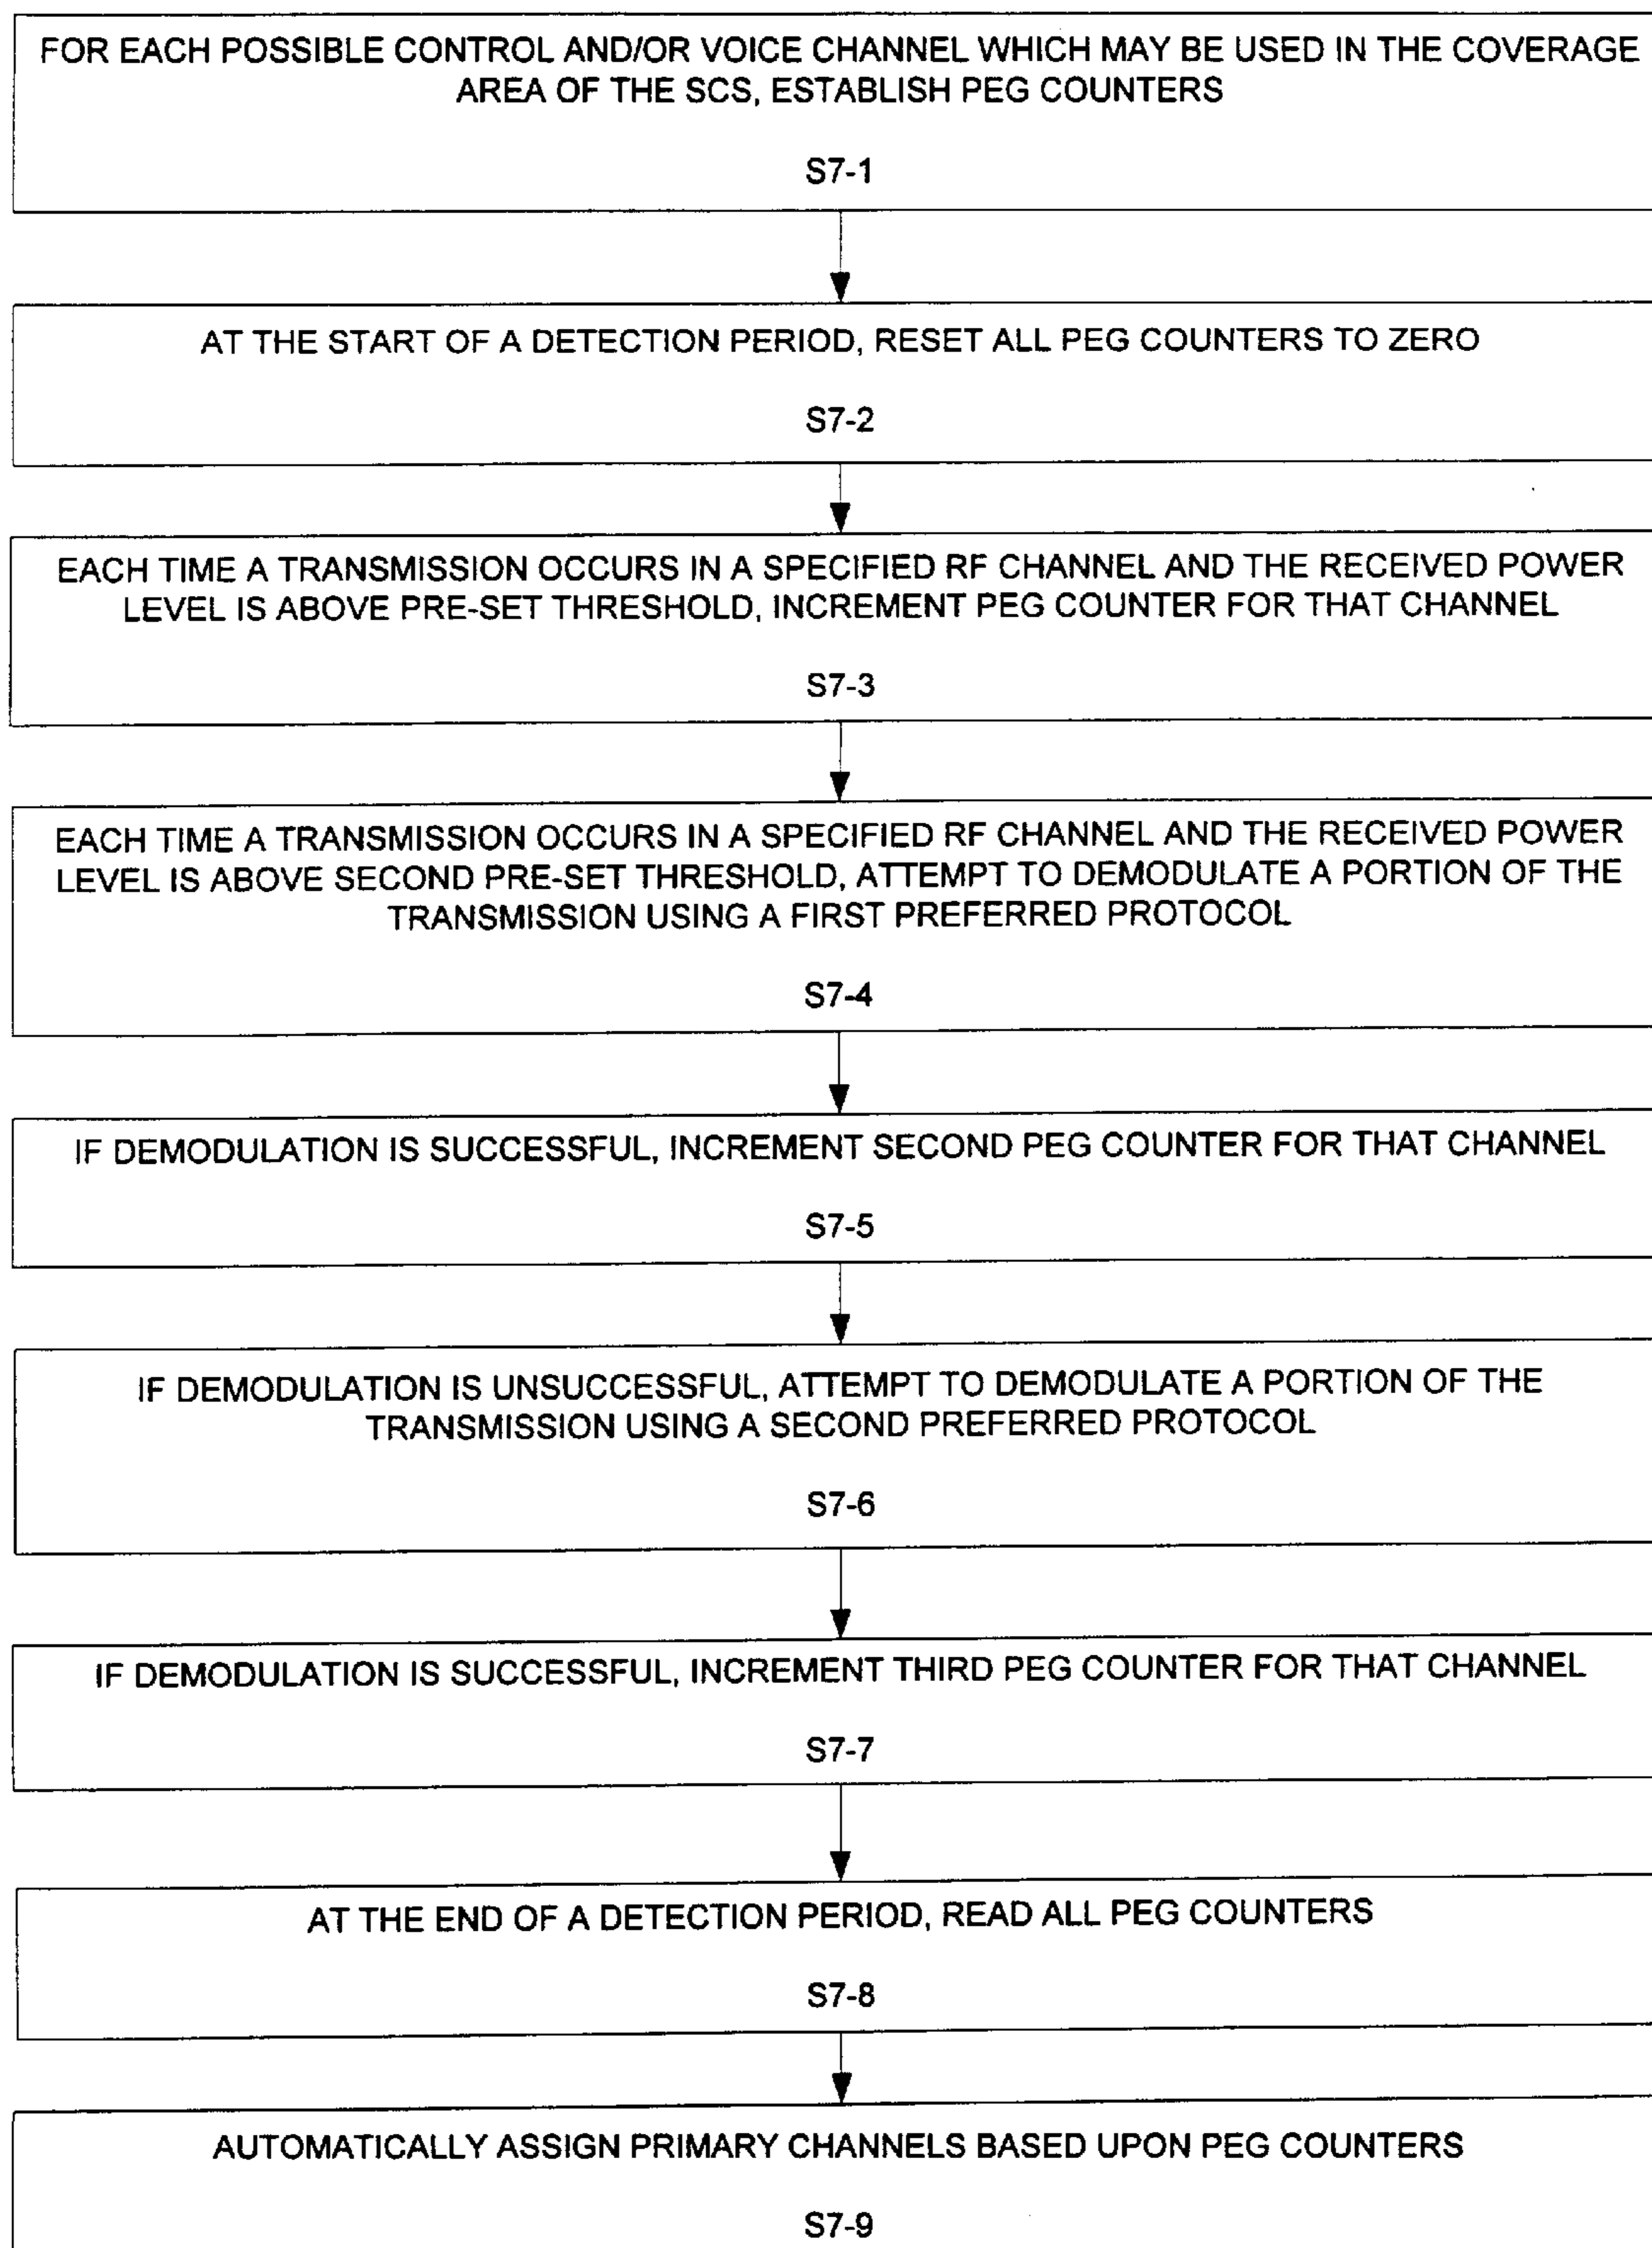 FOR EACH POSSIBLE CONTROL AND/OR VOICE CHANNEL WHICH MAY BE USED IN THE COVERAGE
AREA OF THE SCS, ESTABLISH PEG COUNTERS
S7-1
AT THE START OF A DETECTION PERIOD, RESET ALL PEG COUNTERS TO ZERO
S7-2
EACH TIME A TRANSMISSION OCCURS IN A SPECIFIED RF CHANNEL AND THE RECEIVED POWER
LEVEL IS ABOVE PRE-SET THRESHOLD, INCREMENT PEG COUNTER FOR THAT CHANNEL
S7-3
EACH TIME A TRANSMISSION OCCURS IN A SPECIFIED RF CHANNEL AND THE RECEIVED POWER
LEVEL IS ABOVE SECOND PRE-SET THRESHOLD, ATTEMPT TO DEMODULATE A PORTION OF THE
TRANSMISSION USING A FIRST PREFERRED PROTOCOL
S7-4
IF DEMODULATION IS SUCCESSFUL, INCREMENT SECOND PEG COUNTER FOR THAT CHANNEL
S7-5
IF DEMODULATION IS UNSUCCESSFUL, ATTEMPT TO DEMODULATE A PORTION OF THE
TRANSMISSION USING A SECOND PREFERRED PROTOCOL
S7-6
IF DEMODULATION IS SUCCESSFUL, INCREMENT THIRD PEG COUNTER FOR THAT CHANNEL
S7-7
AT THE END OF A DETECTION PERIOD, READ ALL PEG COUNTERS
S7-8
AUTOMATICALLY ASSIGN PRIMARY CHANNELS BASED UPON PEG COUNTERS
S7-9